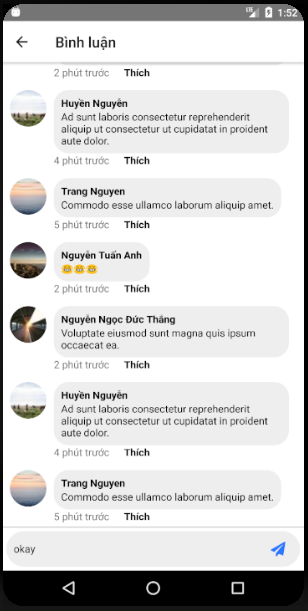 LTE 1:52
Bình luận
2 phút trước Thích
Huyền Nguyễn
Ad sunt laboris consectetur reprehenderit
aliquip ut consectetur ut cupidatat in proident
aute dolor.
4 phút trước Thích
Trang Nguyen
Commodo esse ullamco laborum aliquip amet.
5 phút trước Thích
Nguyễn Tuấn Anh
😆😆😆
2 phút trước Thích
Nguyễn Ngọc Đức Thắng
Voluptate eiusmod sunt magna quis ipsum
occaecat ea.
2 phút trước Thích
Huyền Nguyễn
Ad sunt laboris consectetur reprehenderit
aliquip ut consectetur ut cupidatat in proident
aute dolor.
4 phút trước Thích
Trang Nguyen
Commodo esse ullamco laborum aliquip amet.
5 phút trước Thích
okay